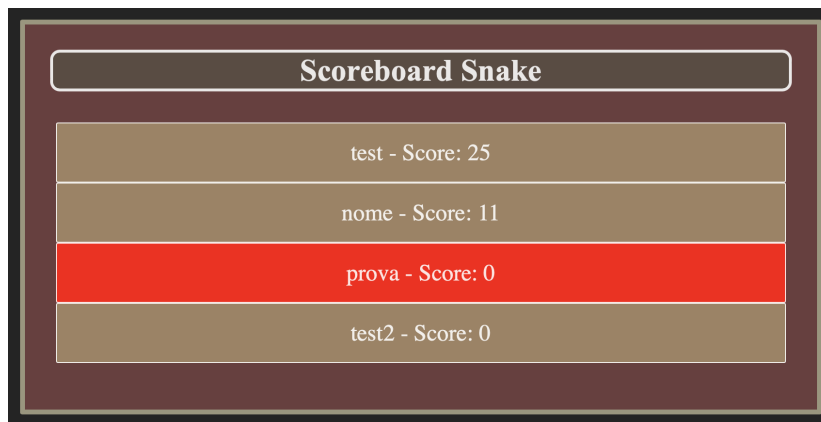 Scoreboard Snake
test - Score: 25
nome - Score: 11
prova - Score: 0
test2 - Score: 0